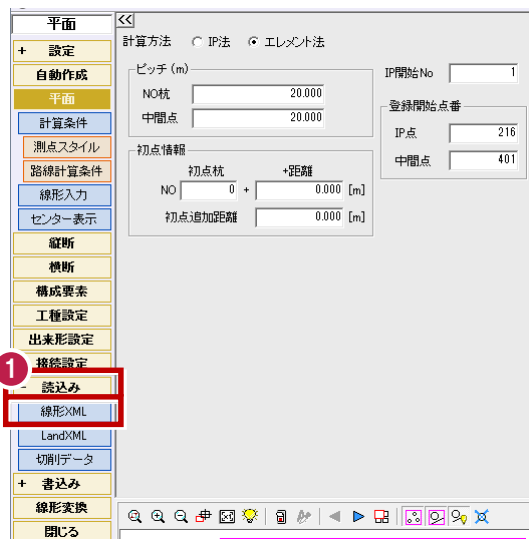 平面
<<
+ 設定
自動作成
平面
計算条件
測点スタイル
路線計算条件
線形入力
センター表示
縦断
横断
構成要素
工種設定
出来形設定
接続設定
1
- 読込み
線形XML
LandXML
切削データ
+ 書込み
線形変換
閉じる
計算方法 IP法 エレメント法
ピッチ (m)
NO杭 20.000
中間点 20.000
IP開始No 1
登録開始点番
IP点 216
中間点 401
初点情報
初点杭 +距離
NO 0 + 0.000 [m]
初点追加距離 0.000 [m]